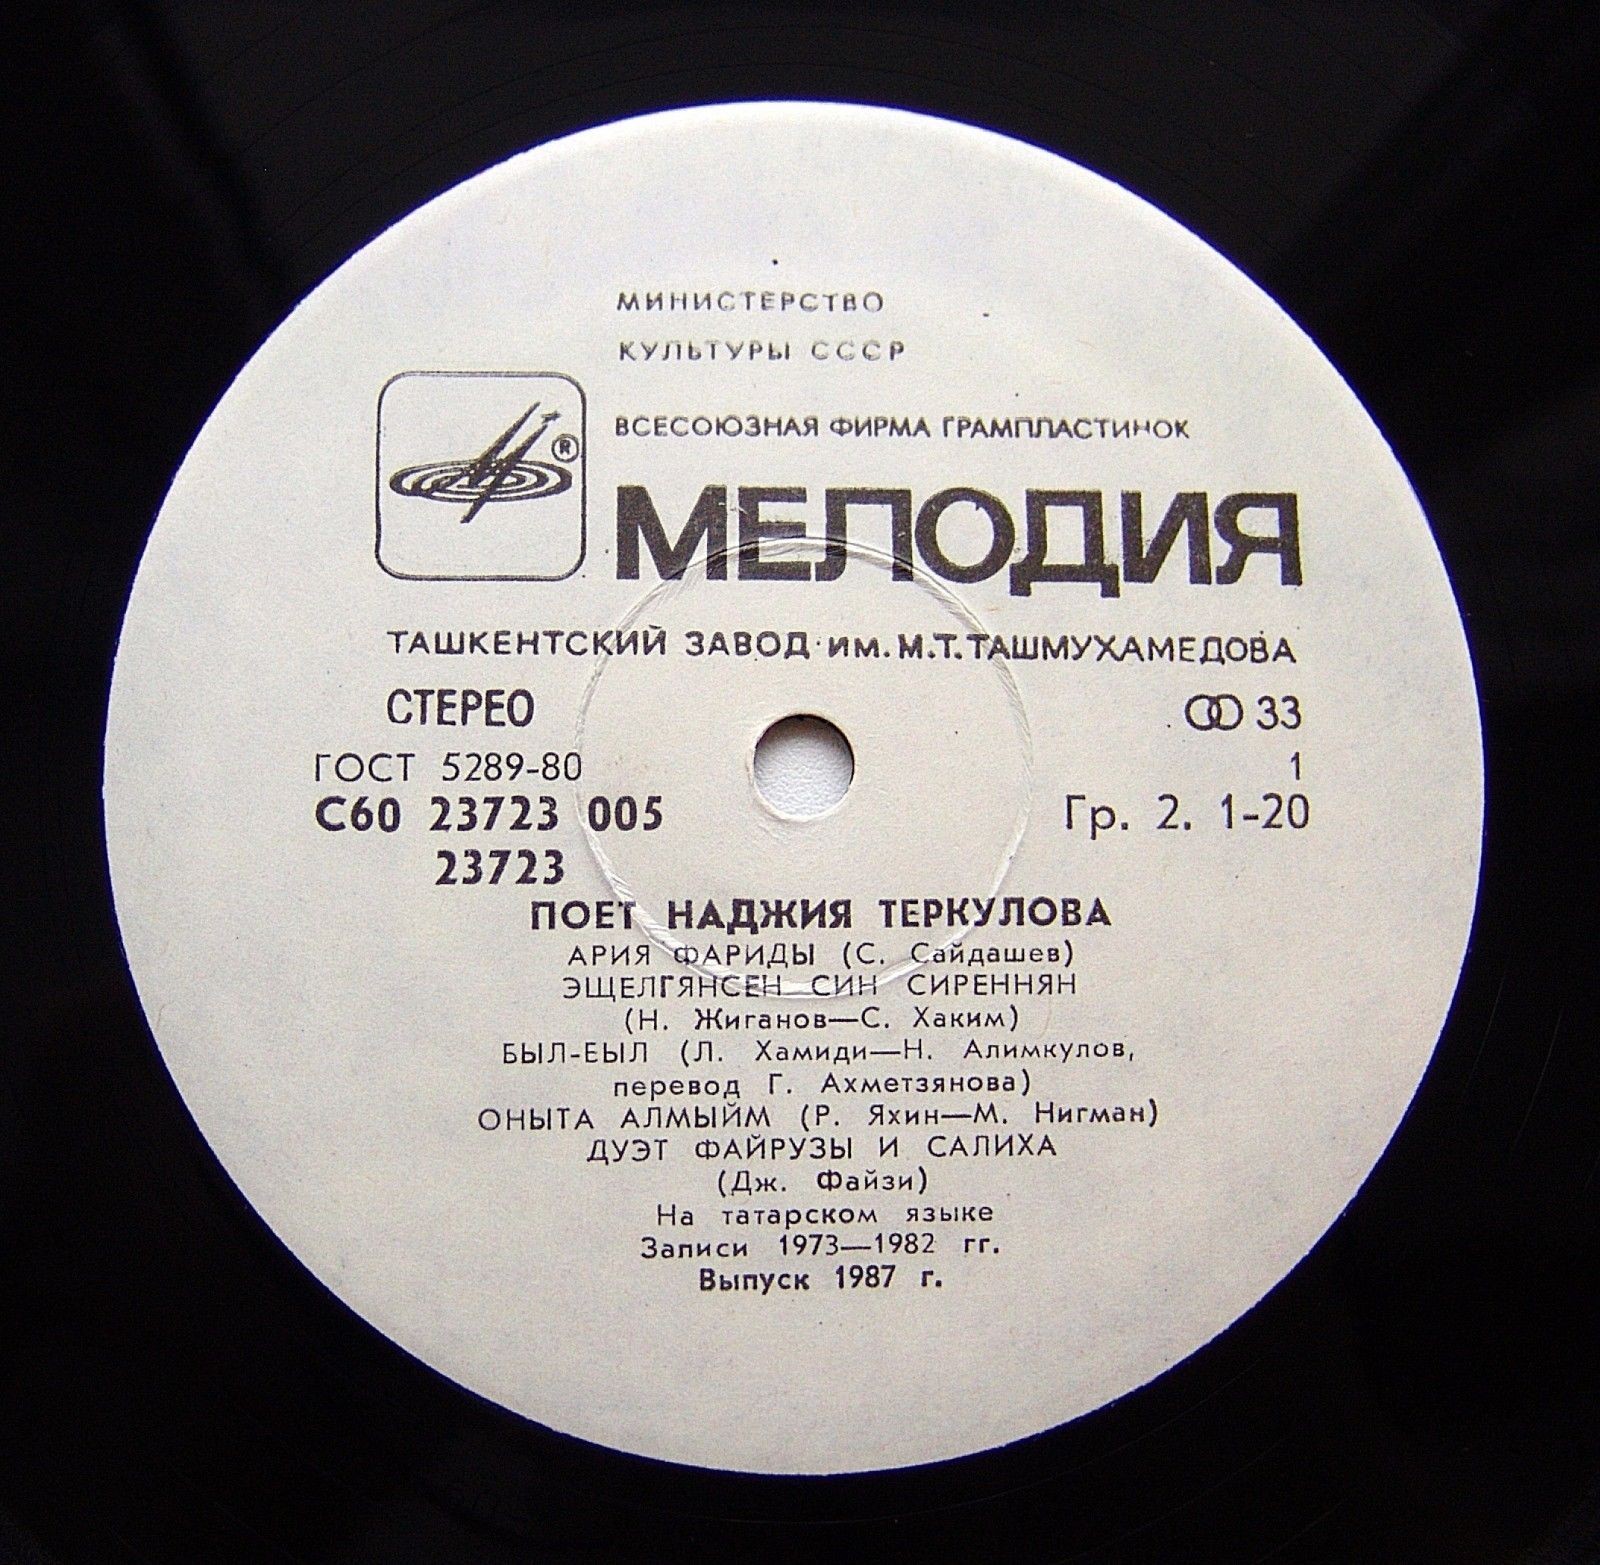 МИНИСТЕРСТВО
КУЛЬТУРЫ СССР
ВСЕСОЮЗНАЯ ФИРМА ГРАМПЛАСТИНОК
®
МЕЛОДИЯ
ТАШКЕНТСКИЙ ЗАВОД им. М.Т. ТАШМУХАМЕДОВА
СТЕРЕО 33
ГОСТ 5289-80 1
С60 23723 005 Гр. 2. 1-20
23723
ПОЕТ НАДЖИЯ ТЕРКУЛОВА
АРИЯ ФАРИДЫ (С. Сайдашев)
ЭЩЕЛГЯНСЕН СИН СИРЕННЯН
(Н. Жиганов—С. Хаким)
БЫЛ-ЕЫЛ (Л. Хамиди—Н. Алимкулов,
перевод Г. Ахметзянова)
ОНЫТА АЛМЫЙМ (Р. Яхин—М. Нигман)
ДУЭТ ФАЙРУЗЫ И САЛИХА
(Дж. Файзи)
На татарском языке
Записи 1973—1982 гг.
Выпуск 1987 г.